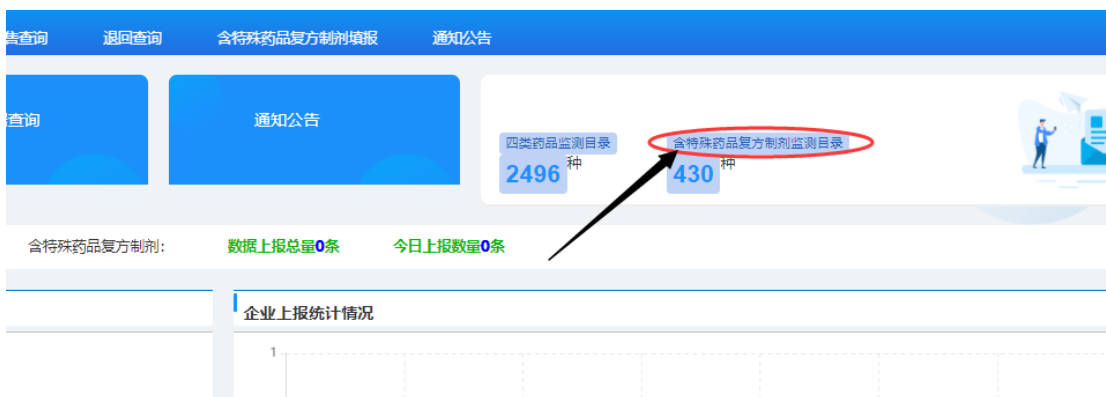 售查询 退回查询 含特殊药品复方制剂填报 通知公告
查询
通知公告
四类药品监测目录 含特殊药品复方制剂监测目录
2496 种 430 种
含特殊药品复方制剂: 数据上报总量0条 今日上报数量0条
企业上报统计情况
1